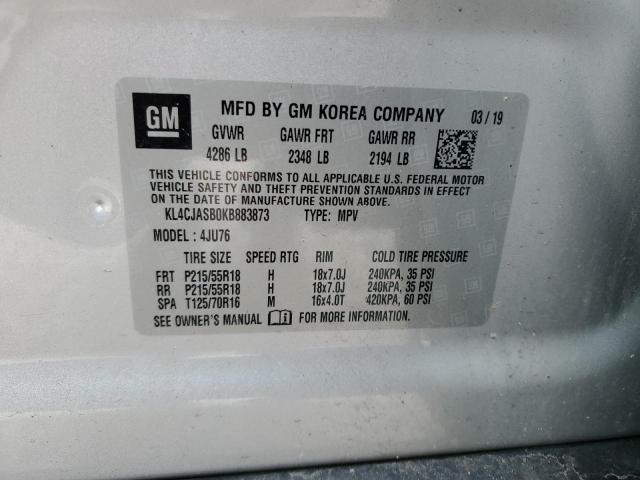 GM MFD BY GM KOREA COMPANY 03 / 19
GVWR GAWR FRT GAWR RR
4286 LB 2348 LB 2194 LB
THIS VEHICLE CONFORMS TO ALL APPLICABLE U.S. FEDERAL MOTOR
VEHICLE SAFETY AND THEFT PREVENTION STANDARDS IN EFFECT
ON THE DATE OF MANUFACTURE SHOWN ABOVE.
KL4CJASB0KB883873 TYPE: MPV
MODEL: 4JU76
TIRE SIZE SPEED RTG RIM COLD TIRE PRESSURE
FRT P215/55R18 H 18x7.0J 240KPA, 35 PSI
RR P215/55R18 H 18x7.0J 240KPA, 35 PSI
SPA T125/70R16 M 16x4.0T 420KPA, 60 PSI
SEE OWNER'S MANUAL FOR MORE INFORMATION.